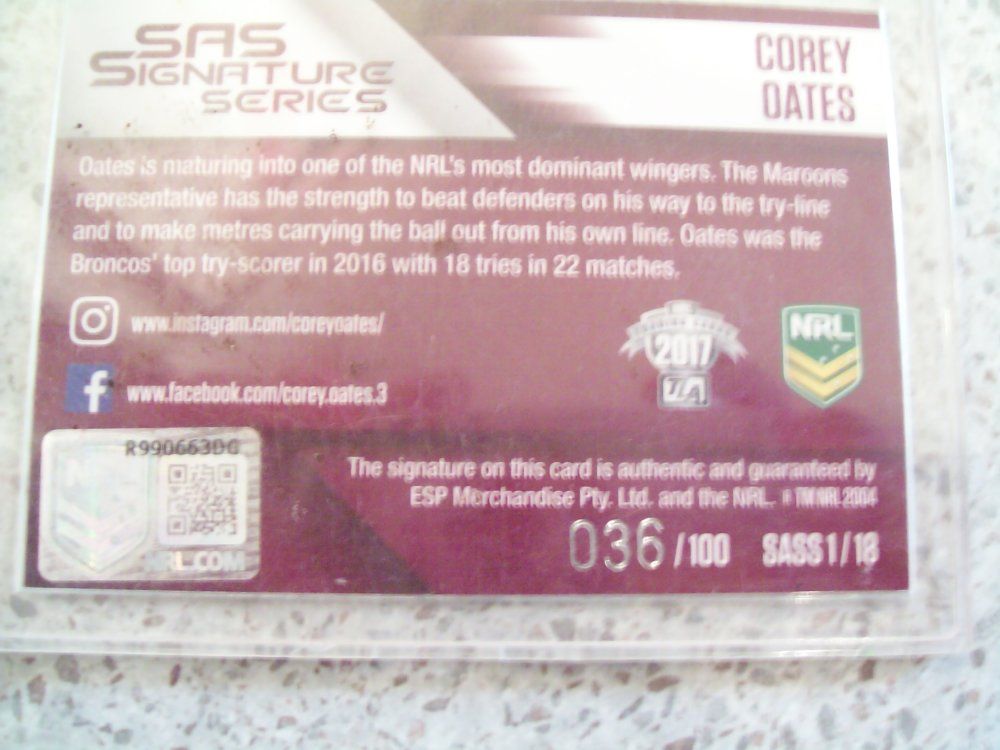 SAS
SIGNATURE
SERIES
COREY
OATES
Oates is maturing into one of the NRL's most dominant wingers. The Maroons
representative has the strength to beat defenders on his way to the try-line
and to make metres carrying the ball out from his own line. Oates was the
Broncos' top try-scorer in 2016 with 18 tries in 22 matches.
www.instagram.com/coreyoates/
www.facebook.com/corey.oates.3
2017
NRL
R990663DG
NRL.COM
The signature on this card is authentic and guaranteed by
ESP Merchandise Pty. Ltd. and the NRL. ® TM NRL 2004
036/100 SASS1/18